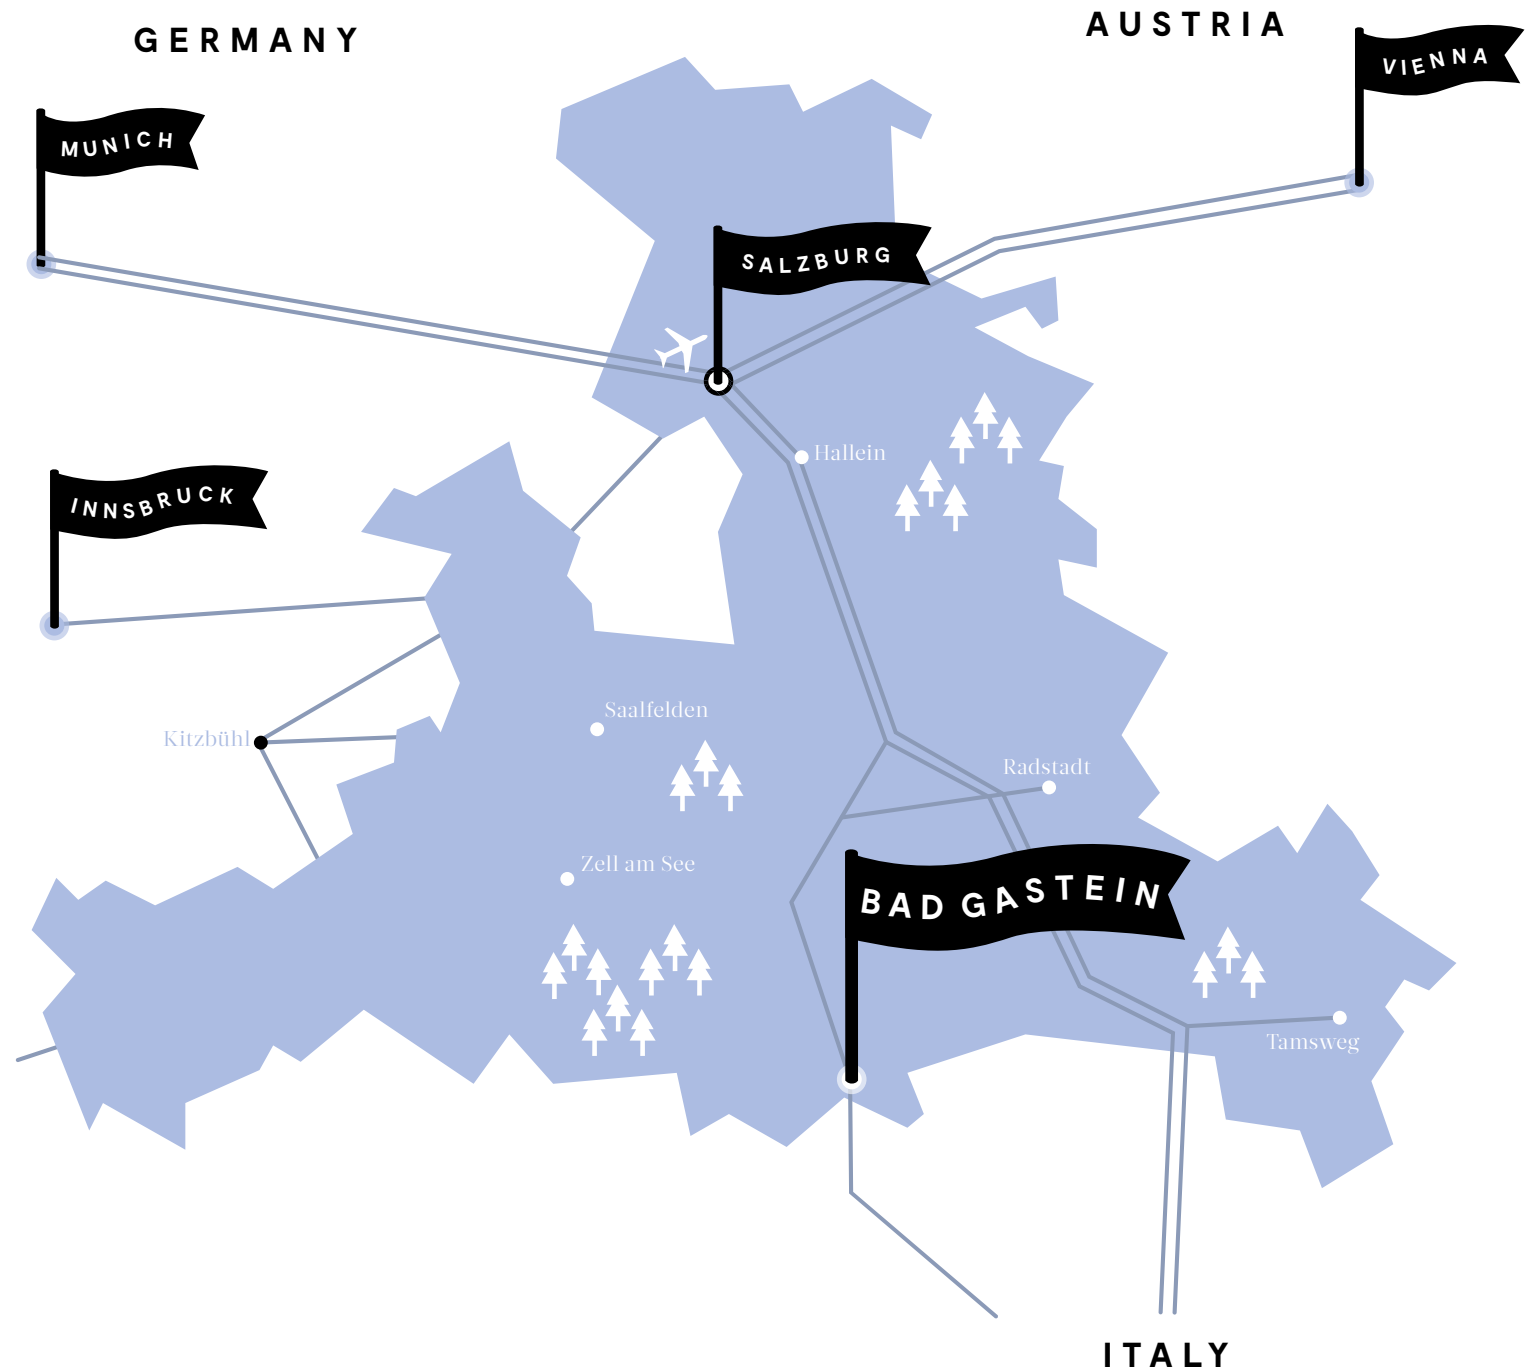 GERMANY
AUSTRIA
VIENNA
MUNICH
SALZBURG
Hallein
INNSBRUCK
Saalfelden
Kitzbühl
Radstadt
Zell am See
BAD GASTEIN
Tamsweg
ITALY